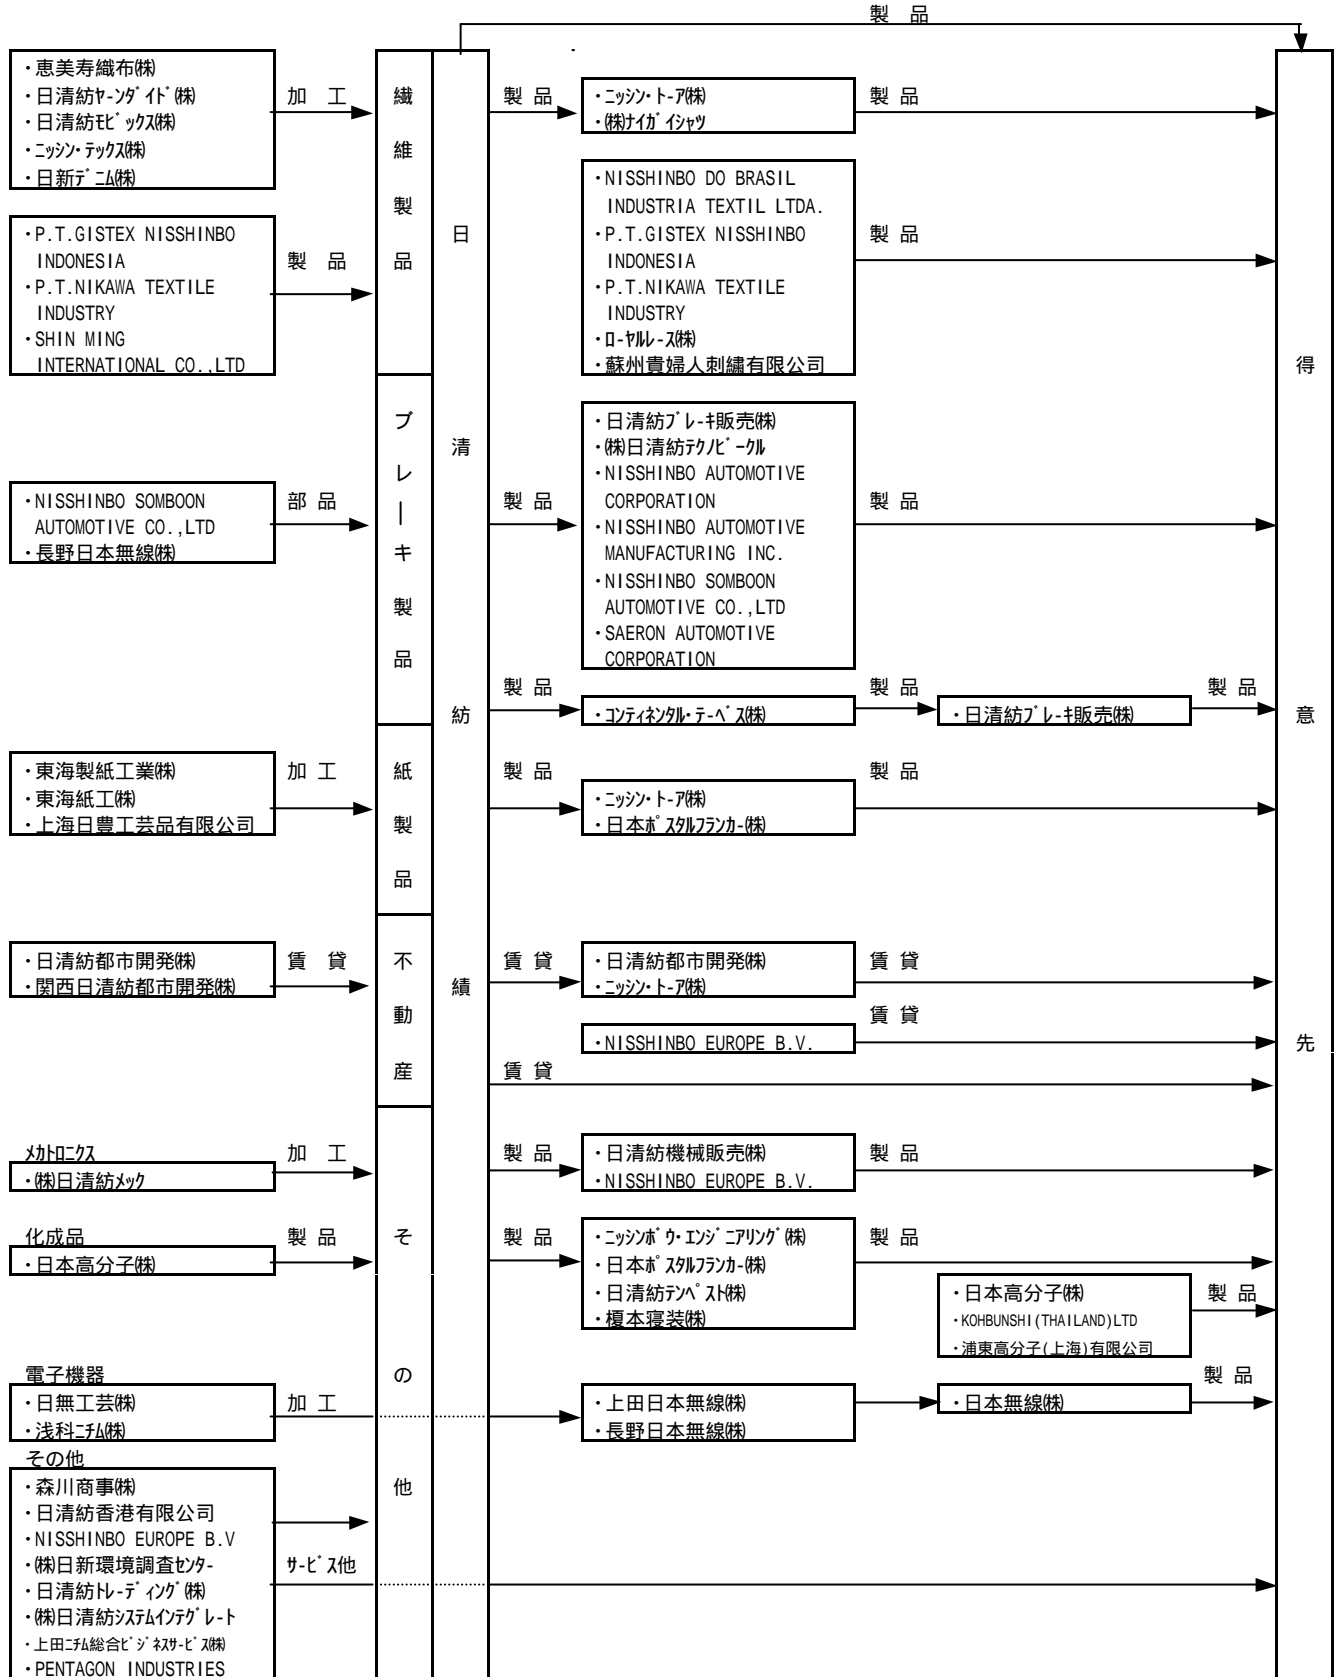 製 品
・恵美寿織布㈱
・日清紡ﾔｰﾝﾀﾞｲﾄﾞ㈱
・日清紡ﾓﾋﾞｯｸｽ㈱
・ﾆｯｼﾝ･ﾃｯｸｽ㈱
・日新ﾃﾞﾆﾑ㈱
加 工
・P.T.GISTEX NISSHINBO
INDONESIA
・P.T.NIKAWA TEXTILE
INDUSTRY
・SHIN MING
INTERNATIONAL CO.,LTD
製 品
繊維製品
日清紡績
製 品
・ﾆｯｼﾝ･ﾄｰｱ㈱
・㈱ﾅｲｶﾞｲｼｬﾂ
製 品
・NISSHINBO DO BRASIL
INDUSTRIA TEXTIL LTDA.
・P.T.GISTEX NISSHINBO
INDONESIA
・P.T.NIKAWA TEXTILE
INDUSTRY
・ﾛｰﾔﾙﾚｰｽ㈱
・蘇州貴婦人刺繡有限公司
製 品
得意先
・NISSHINBO SOMBOON
AUTOMOTIVE CO.,LTD
・長野日本無線㈱
部 品
ブレーキ製品
製 品
・日清紡ﾌﾞﾚｰｷ販売㈱
・㈱日清紡ﾃｸﾉﾋﾞｰｸﾙ
・NISSHINBO AUTOMOTIVE
CORPORATION
・NISSHINBO AUTOMOTIVE
MANUFACTURING INC.
・NISSHINBO SOMBOON
AUTOMOTIVE CO.,LTD
・SAERON AUTOMOTIVE
CORPORATION
製 品
製 品
・ｺﾝﾃｨﾈﾝﾀﾙ･ﾃｰﾍﾞｽ㈱
製 品
・日清紡ﾌﾞﾚｰｷ販売㈱
製 品
・東海製紙工業㈱
・東海紙工㈱
・上海日豊工芸品有限公司
加 工
紙製品
製 品
・ﾆｯｼﾝ･ﾄｰｱ㈱
・日本ﾎﾟｽﾀﾙﾌﾗﾝｶｰ㈱
製 品
・日清紡都市開発㈱
・関西日清紡都市開発㈱
賃 貸
不動産
賃 貸
・日清紡都市開発㈱
・ﾆｯｼﾝ･ﾄｰｱ㈱
賃 貸
・NISSHINBO EUROPE B.V.
賃 貸
賃 貸
ﾒｶﾄﾛﾆｸｽ
・㈱日清紡ﾒｯｸ
加 工
その他
製 品
・日清紡機械販売㈱
・NISSHINBO EUROPE B.V.
製 品
化成品
・日本高分子㈱
製 品
製 品
・ﾆｯｼﾝﾎﾞｳ･ｴﾝｼﾞﾆｱﾘﾝｸﾞ㈱
・日本ﾎﾟｽﾀﾙﾌﾗﾝｶｰ㈱
・日清紡ﾃﾝﾍﾟｽﾄ㈱
・榎本寝装㈱
製 品
・日本高分子㈱
・KOHBUNSHI(THAILAND)LTD
・浦東高分子(上海)有限公司
製 品
電子機器
・日無工芸㈱
・浅科ﾆﾁﾑ㈱
加 工
・上田日本無線㈱
・長野日本無線㈱
・日本無線㈱
製 品
その他
・森川商事㈱
・日清紡香港有限公司
・NISSHINBO EUROPE B.V
・㈱日新環境調査ｾﾝﾀｰ
・日清紡ﾄﾚｰﾃﾞｨﾝｸﾞ㈱
・㈱日清紡ｼｽﾃﾑｲﾝﾃｸﾞﾚｰﾄ
・上田ﾆﾁﾑ総合ﾋﾞｼﾞﾈｽｻｰﾋﾞｽ㈱
・PENTAGON INDUSTRIES
ｻｰﾋﾞｽ他